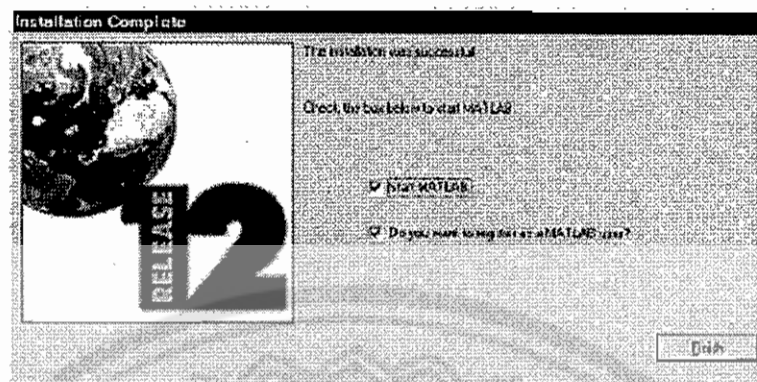 Installation Complete
The installation was successful
Check the box below to start MATLAB
Start MATLAB
Do you want to register as a MATLAB user?
RELEASE
12
Finish